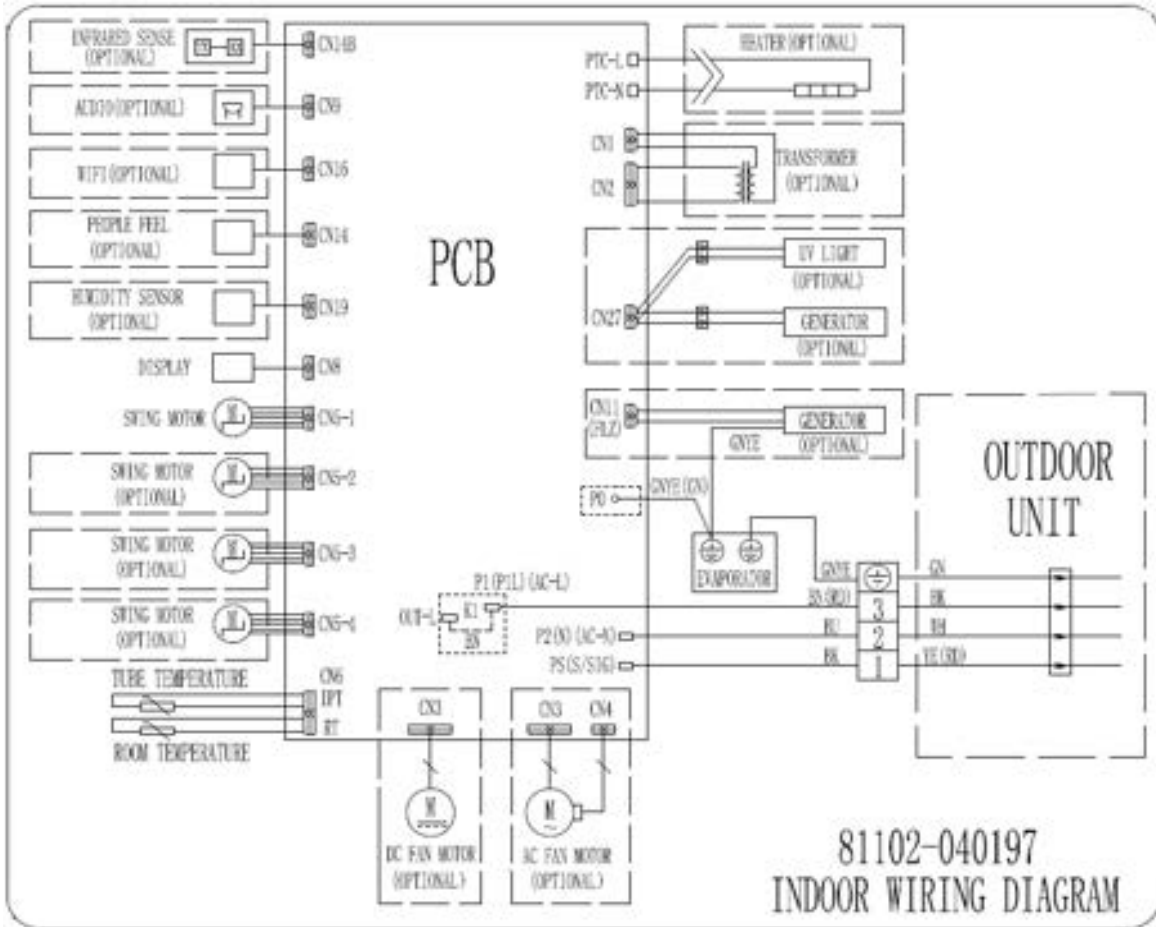 INFRARED SENSE
(OPTIONAL)
CN14B
AUDIO(OPTIONAL)
CN9
WIFI(OPTIONAL)
CN16
PEOPLE FEEL
(OPTIONAL)
CN14
HUMIDITY SENSOR
(OPTIONAL)
CN19
DISPLAY
CN8
SWING MOTOR
M
CN5-1
SWING MOTOR
(OPTIONAL)
M
CN5-2
SWING MOTOR
(OPTIONAL)
M
CN5-3
SWING MOTOR
(OPTIONAL)
M
CN5-4
TUBE TEMPERATURE
CN6
IPT
RT
ROOM TEMPERATURE
PCB
HEATER(OPTIONAL)
PTC-L
PTC-N
CN1
CN2
TRANSFORMER
(OPTIONAL)
CN27
UV LIGHT
(OPTIONAL)
GENERATOR
(OPTIONAL)
CN11
GENERATOR
(OPTIONAL)
GNYE
P0
GNYE(GN)
EVAPORATOR
P1(P1L)(AC-L)
OUT-L
K1
BN
P2(N)(AC-N)
PS(S/SIG)
GNYE
GN
BN(RD)
3
BK
BU
2
WH
BK
1
YE(RD)
OUTDOOR
UNIT
CN3
CN4
M
DC FAN MOTOR
(OPTIONAL)
M
AC FAN MOTOR
(OPTIONAL)
81102-040197
INDOOR WIRING DIAGRAM